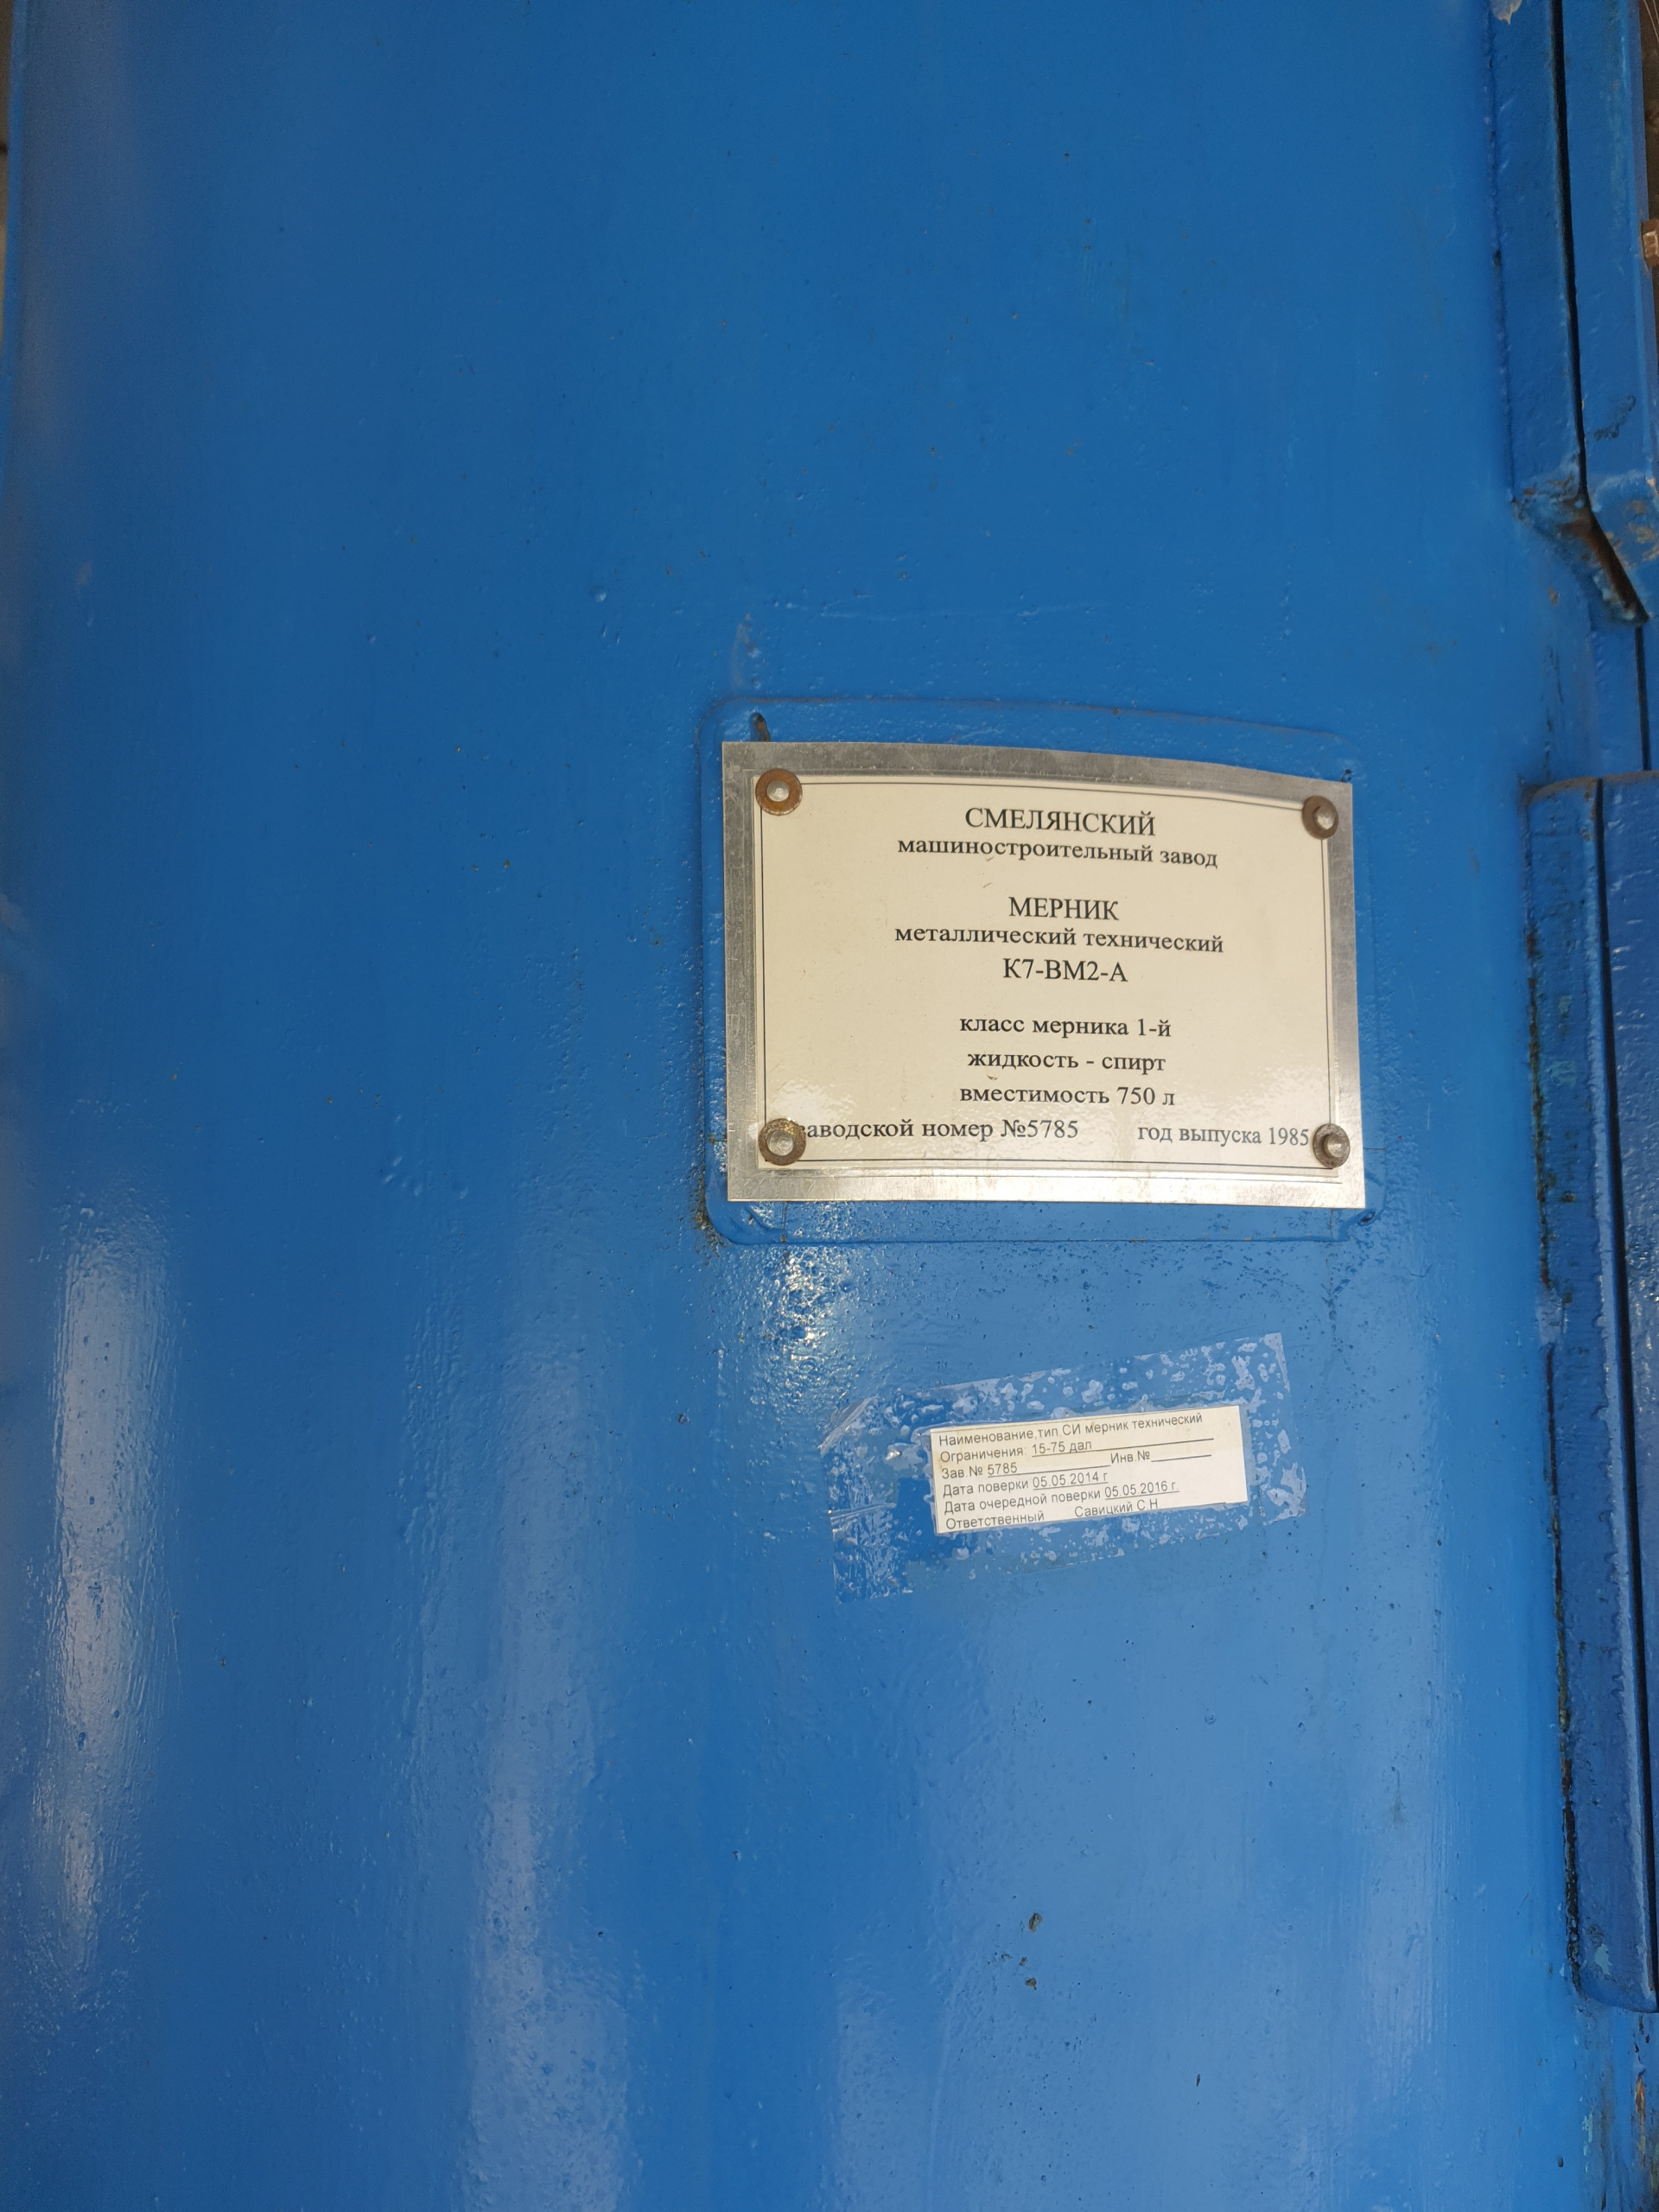 СМЕЛЯНСКИЙ
машиностроительный завод
МЕРНИК
металлический технический
К7-ВМ2-А
класс мерника 1-й
жидкость - спирт
вместимость 750 л
заводской номер №5785 год выпуска 1985
Наименование,тип СИ мерник технический
Ограничения: 15-75 дал
Зав.№ 5785 Инв.№
Дата поверки 05.05.2014 г
Дата очередной поверки 05.05.2016 г.
Ответственный Савицкий С Н